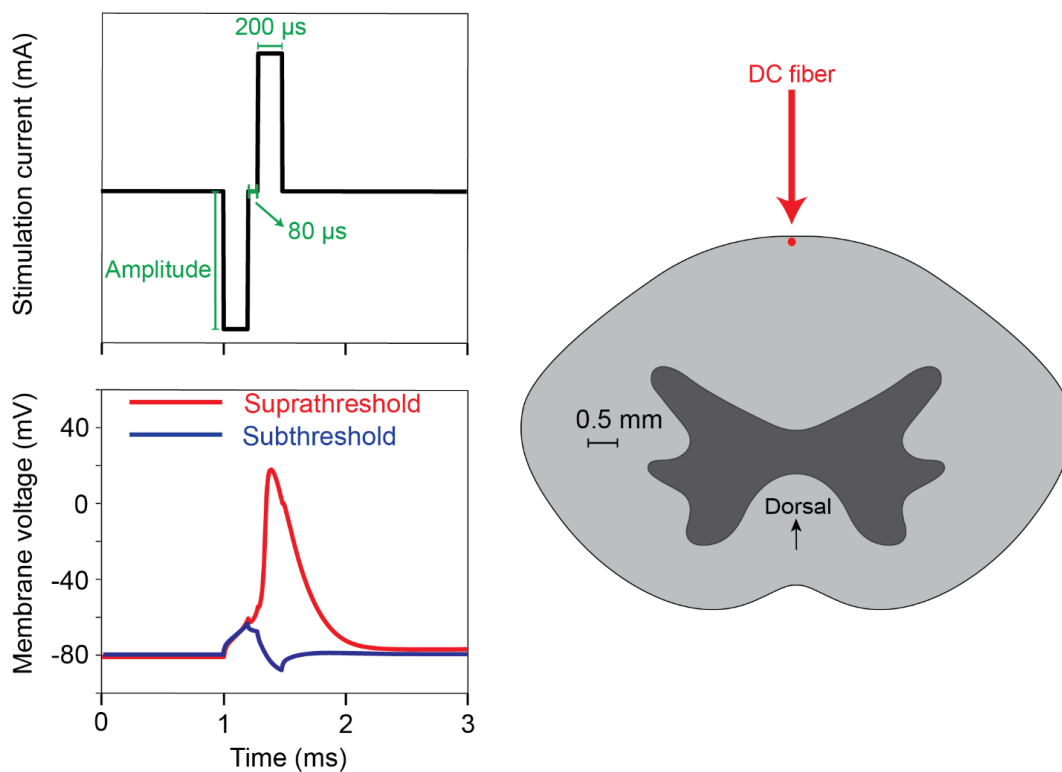 Stimulation current (mA)
200 µs
80 µs
Amplitude
Membrane voltage (mV)
40
0
-40
-80
Suprathreshold
Subthreshold
0
1
2
3
Time (ms)
DC fiber
0.5 mm
Dorsal